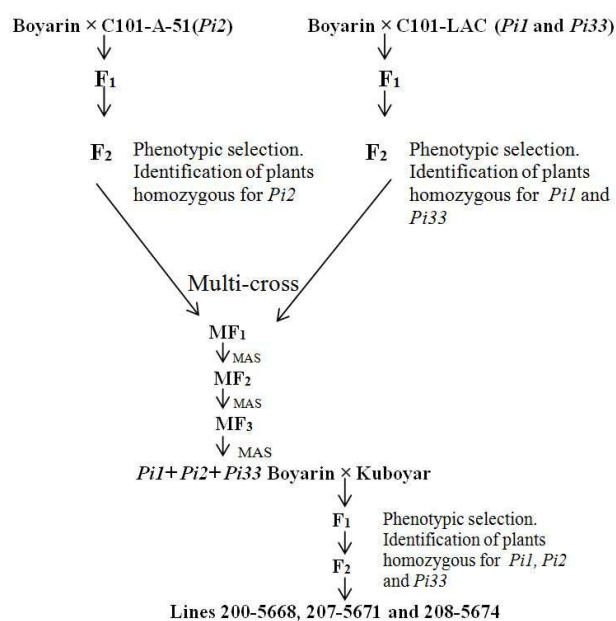 Boyarin × C101-A-51(Pi2)
Boyarin × C101-LAC (Pi1 and Pi33)
F1
F1
F2
Phenotypic selection.
Identification of plants
homozygous for Pi2
F2
Phenotypic selection.
Identification of plants
homozygous for Pi1 and
Pi33
Multi-cross
MF1
MAS
MF2
MAS
MF3
MAS
Pi1+Pi2+Pi33 Boyarin × Kuboyar
F1
F2
Phenotypic selection.
Identification of plants
homozygous for Pi1, Pi2
and Pi33
Lines 200-5668, 207-5671 and 208-5674